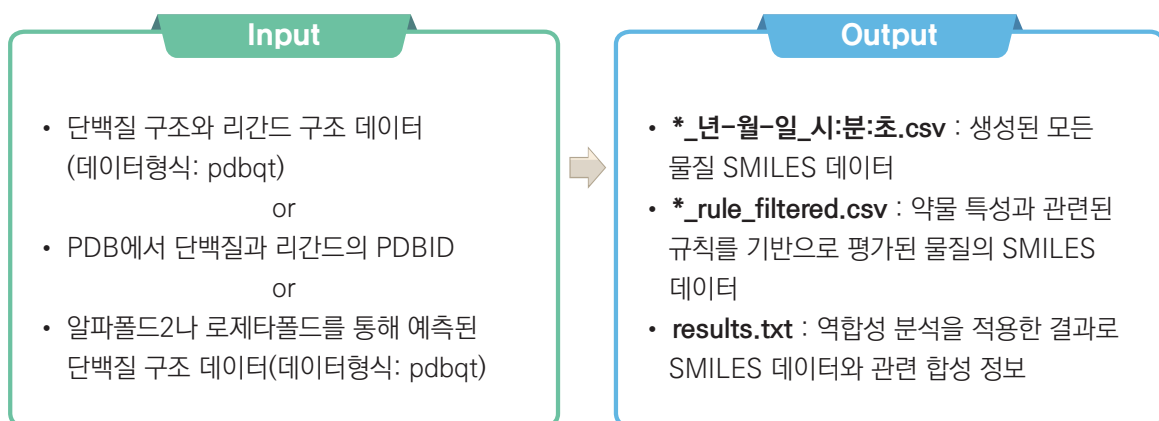 Input
• 단백질 구조와 리간드 구조 데이터
(데이터형식: pdbqt)
or
• PDB에서 단백질과 리간드의 PDBID
or
• 알파폴드2나 로제타폴드를 통해 예측된
단백질 구조 데이터(데이터형식: pdbqt)
Output
• *_년-월-일_시:분:초.csv : 생성된 모든
물질 SMILES 데이터
• *_rule_filtered.csv : 약물 특성과 관련된
규칙를 기반으로 평가된 물질의 SMILES
데이터
• results.txt : 역합성 분석을 적용한 결과로
SMILES 데이터와 관련 합성 정보